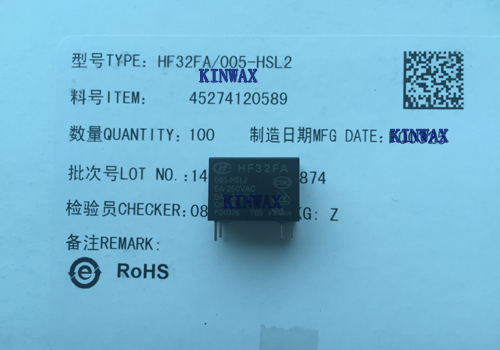 型号TYPE: HF32FA/005-HSL2
KINWAX
料号ITEM: 45274120589
数量QUANTITY: 100 制造日期MFG DATE:
KINWAX
批次号LOT NO.:14 874
HF32FA
005-HSL2
5A 250VAC
检验员CHECKER: 08 KG: Z
KINWAX
备注REMARK:
e RoHS